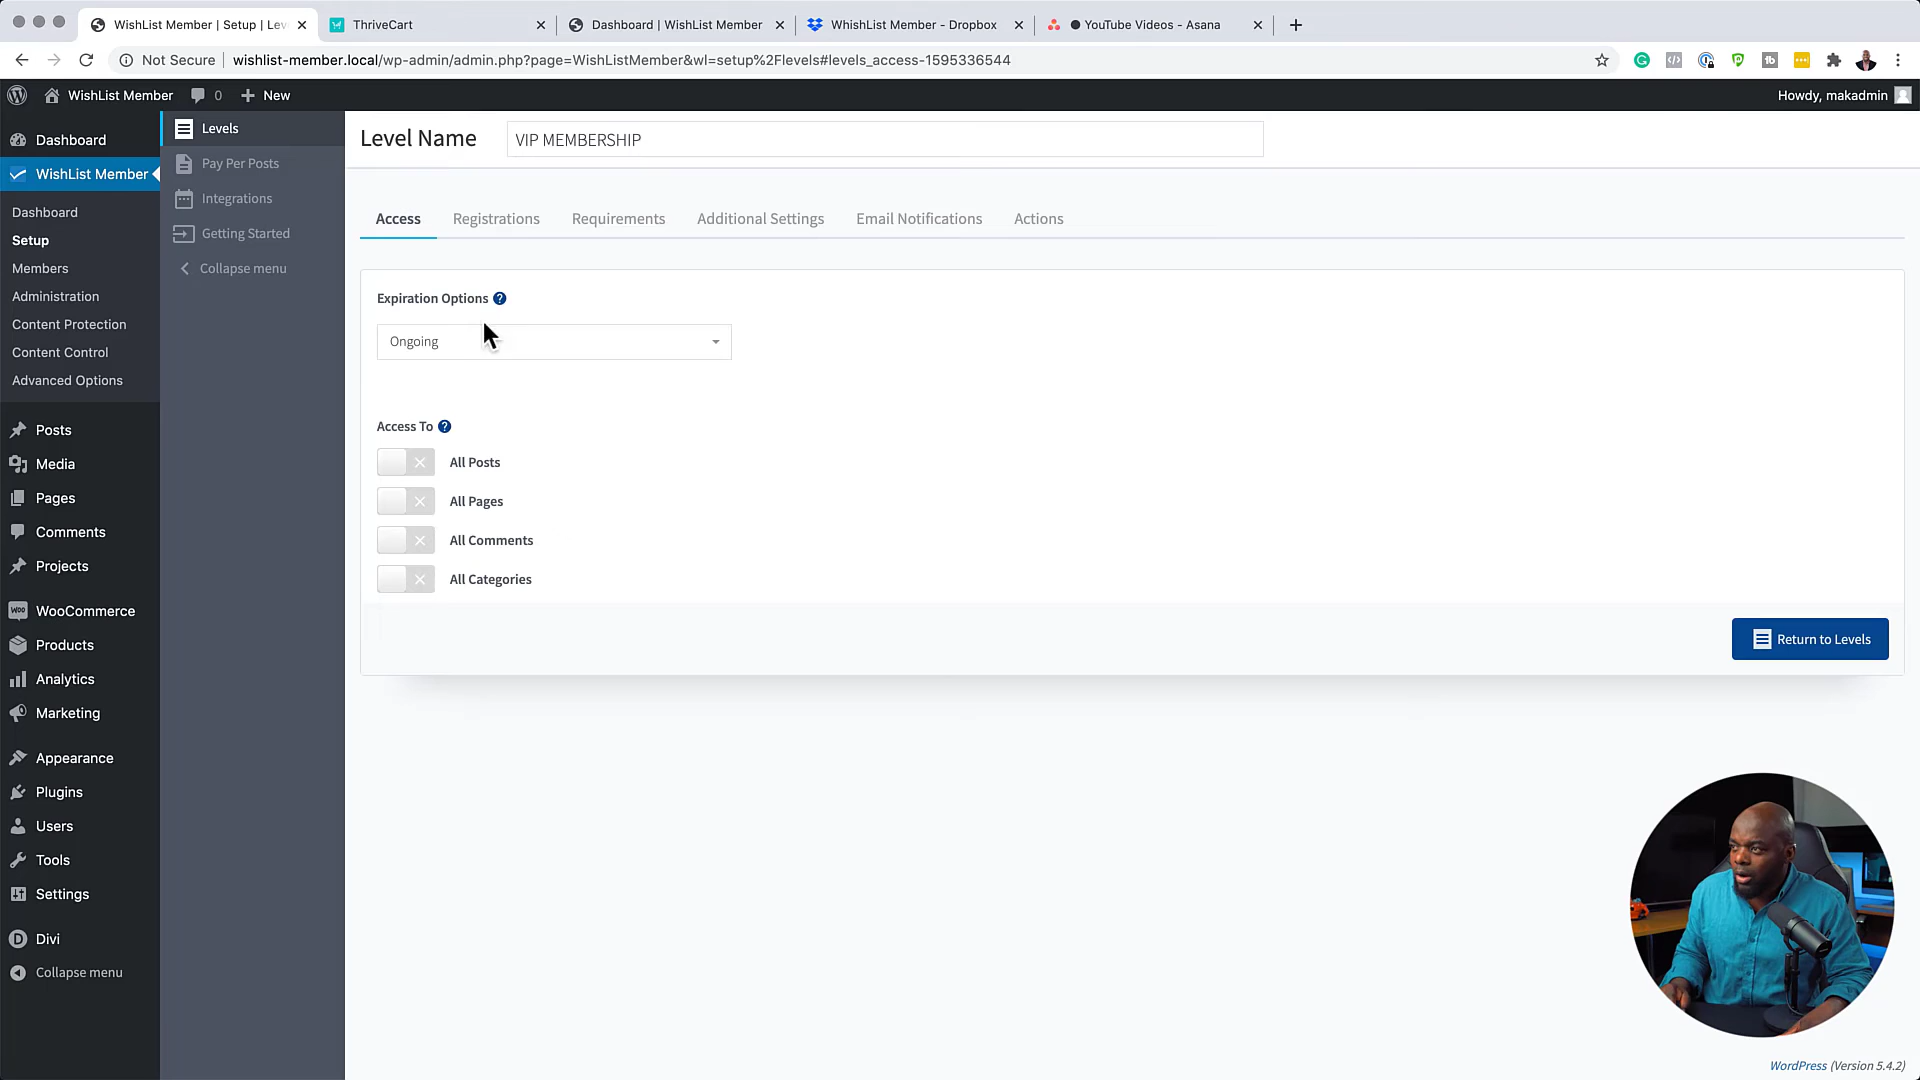 WishList Member | Setup | Lev
ThriveCart
Dashboard | WishList Member
WhishList Member - Dropbox
YouTube Videos - Asana
Not Secure
wishlist-member.local/wp-admin/admin.php?page=WishListMember&wl=setup%2Flevels#levels_access-1595336544
WishList Member
0
New
Howdy, makadmin
Dashboard
WishList Member
Dashboard
Setup
Members
Administration
Content Protection
Content Control
Advanced Options
Posts
Media
Pages
Comments
Projects
WooCommerce
Products
Analytics
Marketing
Appearance
Plugins
Users
Tools
Settings
Divi
Collapse menu
Levels
Pay Per Posts
Integrations
Getting Started
Collapse menu
Level Name
VIP MEMBERSHIP
Access
Registrations
Requirements
Additional Settings
Email Notifications
Actions
Expiration Options
Ongoing
Access To
All Posts
All Pages
All Comments
All Categories
Return to Levels
WordPress (Version 5.4.2)